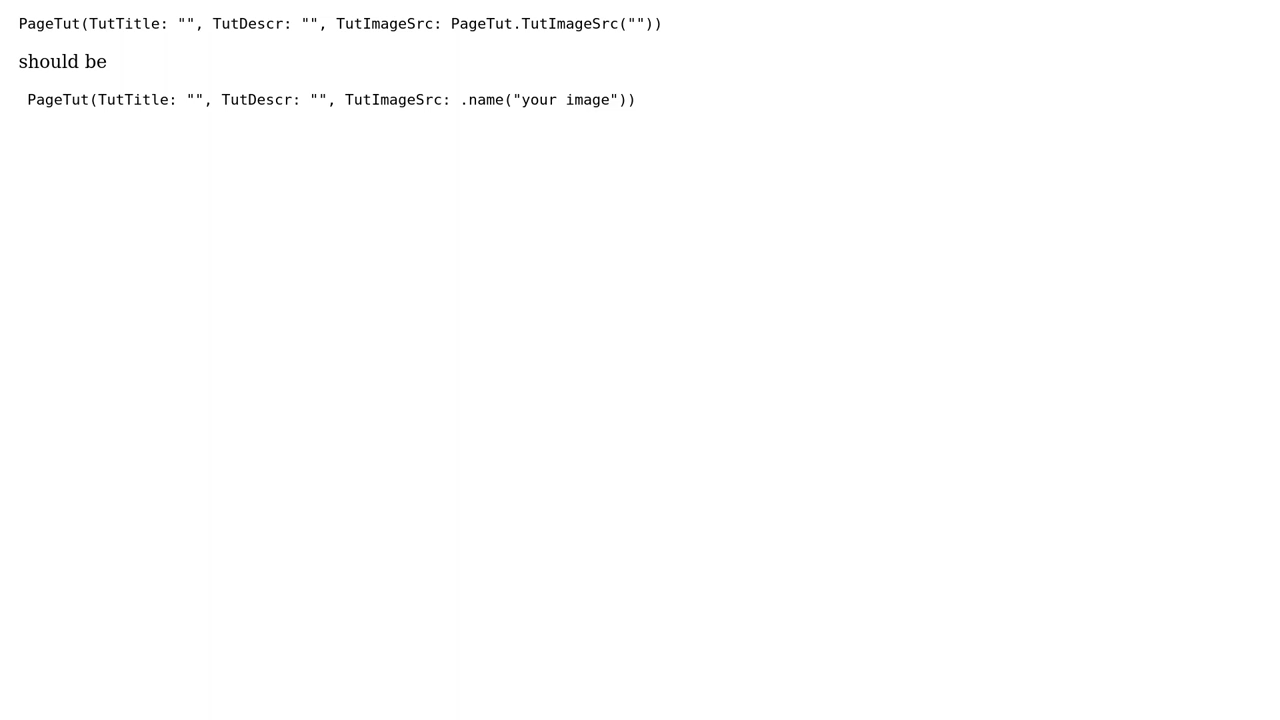 PageTut(TutTitle: "", TutDescr: "", TutImageSrc: PageTut.TutImageSrc(""))
should be
PageTut(TutTitle: "", TutDescr: "", TutImageSrc: .name("your image"))